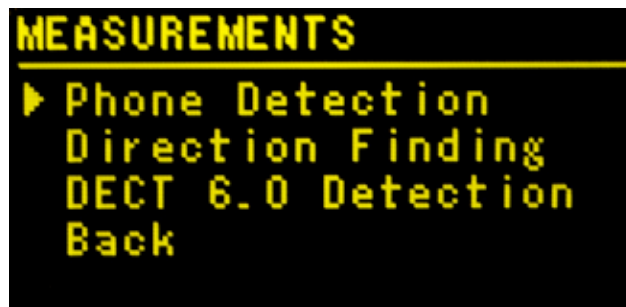 MEASUREMENTS
Phone Detection
Direction Finding
DECT 6.0 Detection
Back